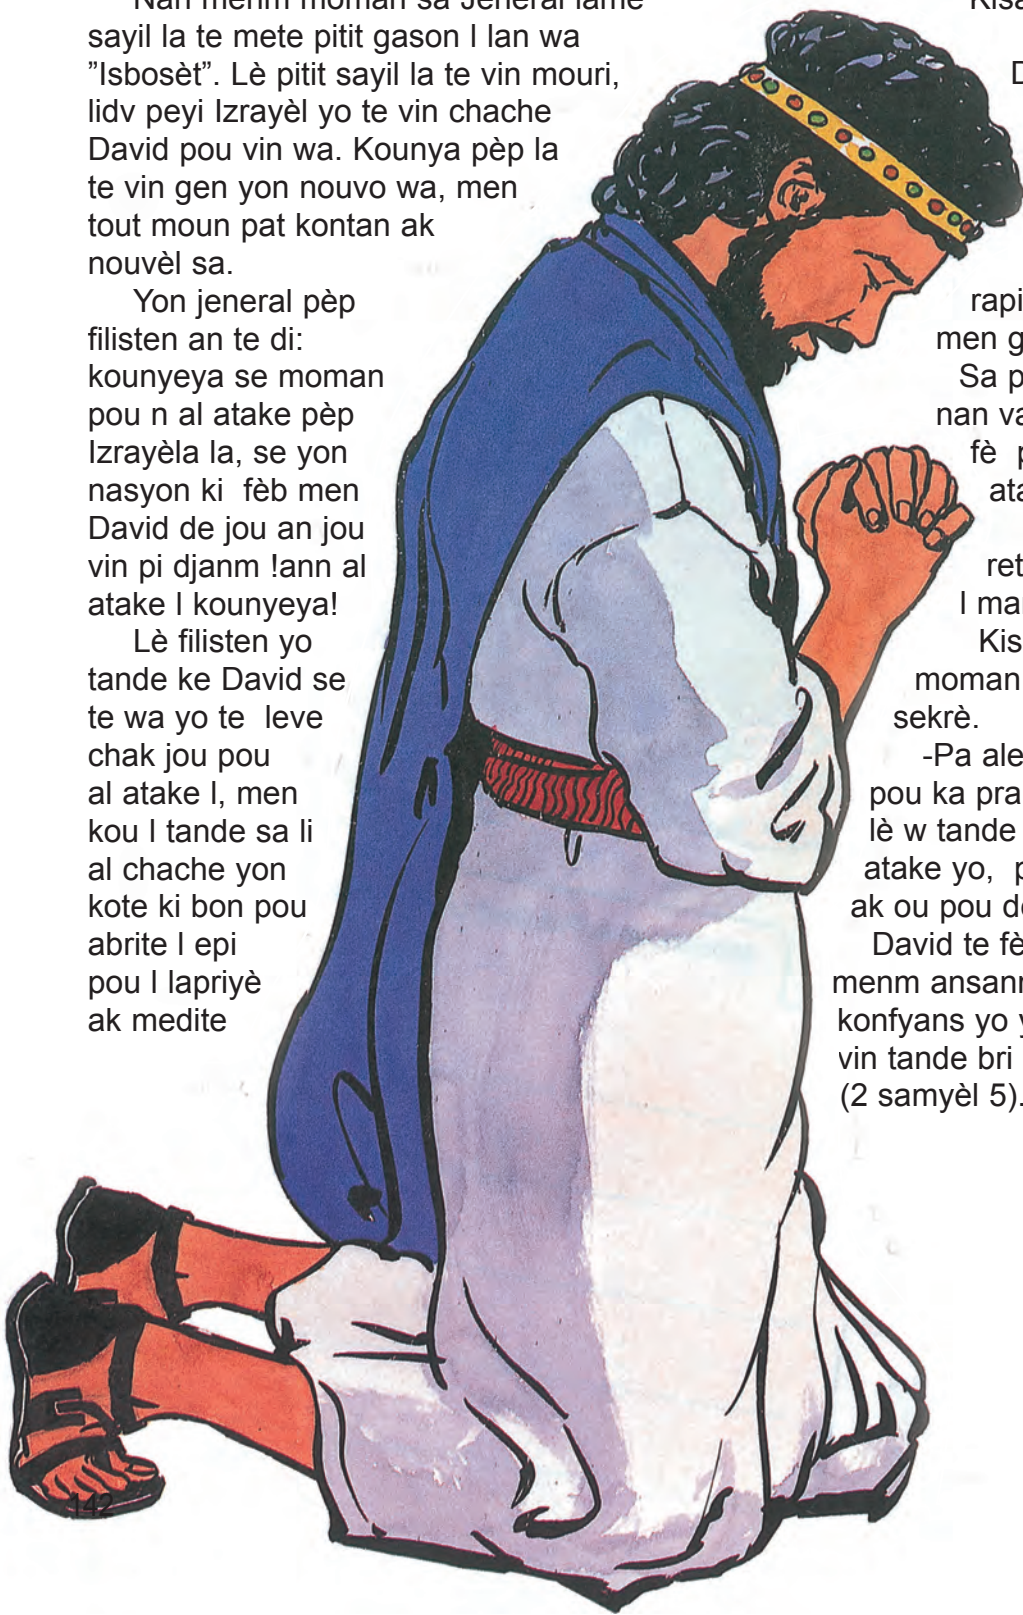 Nan menm moman sa Jeneral lame
sayil la te mete pitit gason l lan wa
”Isbosèt”. Lè pitit sayil la te vin mouri,
lidv peyi Izrayèl yo te vin chache
David pou vin wa. Kounya pèp la
te vin gen yon nouvo wa, men
tout moun pat kontan ak
nouvèl sa.
Yon jeneral pèp
filisten an te di:
kounyeya se moman
pou n al atake pèp
Izrayèla la, se yon
nasyon ki fèb men
David de jou an jou
vin pi djanm !ann al
atake l kounyeya!
Lè filisten yo
tande ke David se
te wa yo te leve
chak jou pou
al atake l, men
kou l tande sa li
al chache yon
kote ki bon pou
abrite l epi
pou l lapriyè
ak medite
rapi
men g
Sa p
nan va
fè p
ata
ret
l ma
Kis
moman
sekrè.
-Pa ale
pou ka pra
lè w tande
atake yo, p
ak ou pou de
David te fè
menm ansann
konfyans yo y
vin tande bri
(2 samyèl 5).
142